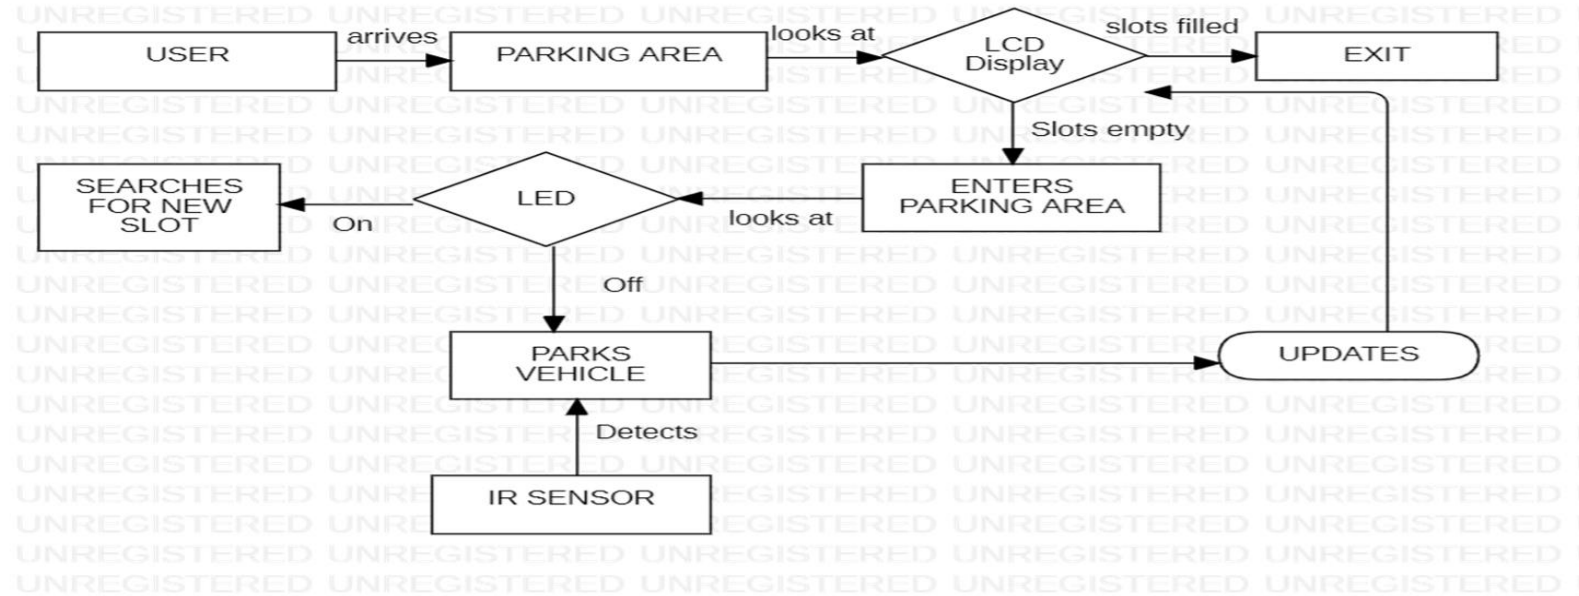 USER
arrives
PARKING AREA
looks at
LCD
Display
slots filled
EXIT
Slots empty
SEARCHES
FOR NEW
SLOT
On
LED
looks at
ENTERS
PARKING AREA
Off
PARKS
VEHICLE
UPDATES
Detects
IR SENSOR
UNREGISTERED